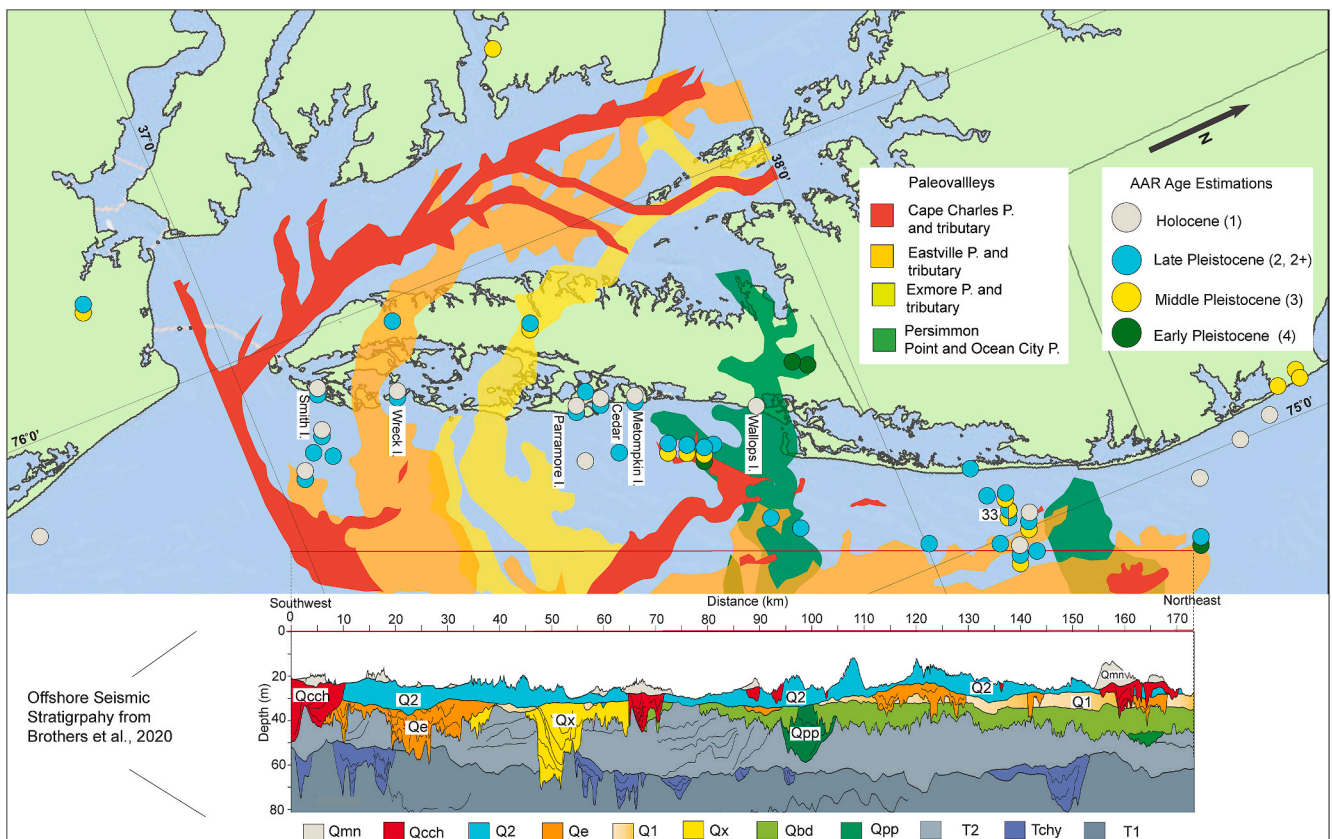 37°0'
N
38°0'
Paleovallleys
Cape Charles P.
and tributary
Eastville P. and
tributary
Exmore P. and
tributary
Persimmon
Point and Ocean City P.
AAR Age Estimations
Holocene (1)
Late Pleistocene (2, 2+)
Middle Pleistocene (3)
Early Pleistocene (4)
75°0'
76°0'
Smith I.
Wreck I.
Parramore I.
Cedar
Metompkin I.
Wallops I.
33
Southwest
Distance (km)
Northeast
0 10 20 30 40 50 60 70 80 90 100 110 120 130 140 150 160 170
Offshore Seismic
Stratigrpahy from
Brothers et al., 2020
Depth (m)
0
20
40
60
80
Qcch
Q2
Qe
Qx
Q2
Qpp
Q2
Q1
Qmn
Qmn Qcch Q2 Qe Q1 Qx Qbd Qpp T2 Tchy T1